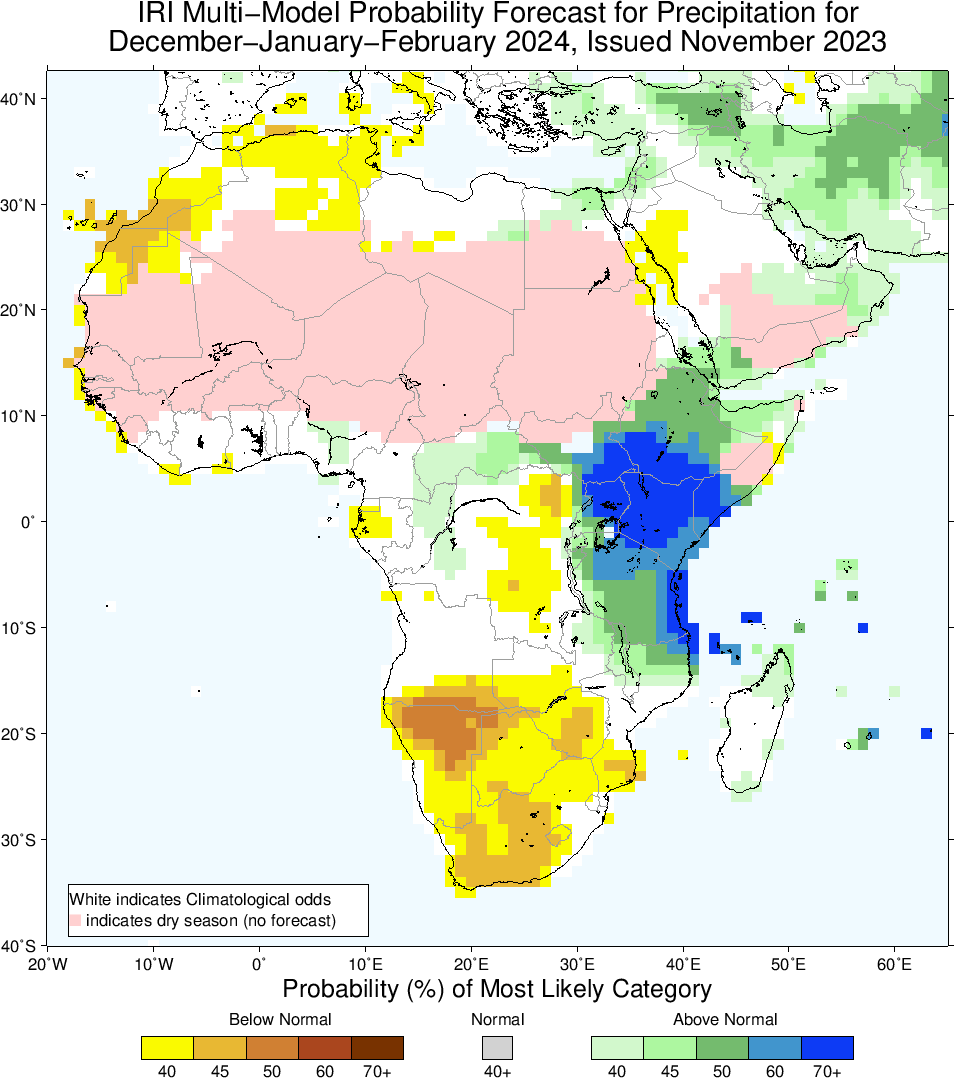 IRI Multi−Model Probability Forecast for Precipitation for
December−January−February 2024, Issued November 2023
40˚N
30˚N
20˚N
10˚N
0˚
10˚S
20˚S
30˚S
40˚S
White indicates Climatological odds
indicates dry season (no forecast)
20˚W 10˚W 0˚ 10˚E 20˚E 30˚E 40˚E 50˚E 60˚E
Probability (%) of Most Likely Category
Below Normal Normal Above Normal
40 45 50 60 70+ 40+ 40 45 50 60 70+